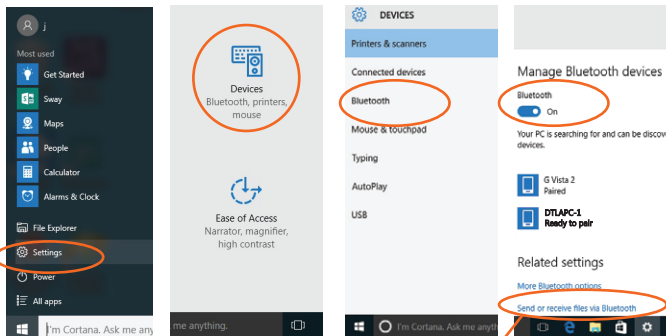 j
Most used
Get Started
Sway
Maps
People
Calculator
Alarms & Clock
File Explorer
Settings
Power
All apps
I'm Cortana. Ask me any
Devices
Bluetooth, printers,
mouse
Ease of Access
Narrator, magnifier,
high contrast
me anything.
DEVICES
Printers & scanners
Connected devices
Bluetooth
Mouse & touchpad
Typing
AutoPlay
USB
I'm Cortana. Ask me anyth
Manage Bluetooth devices
Bluetooth
On
Your PC is searching for and can be discov
devices.
G Vista 2
Paired
DTLAPC-1
Ready to pair
Related settings
More Bluetooth options
Send or receive files via Bluetooth